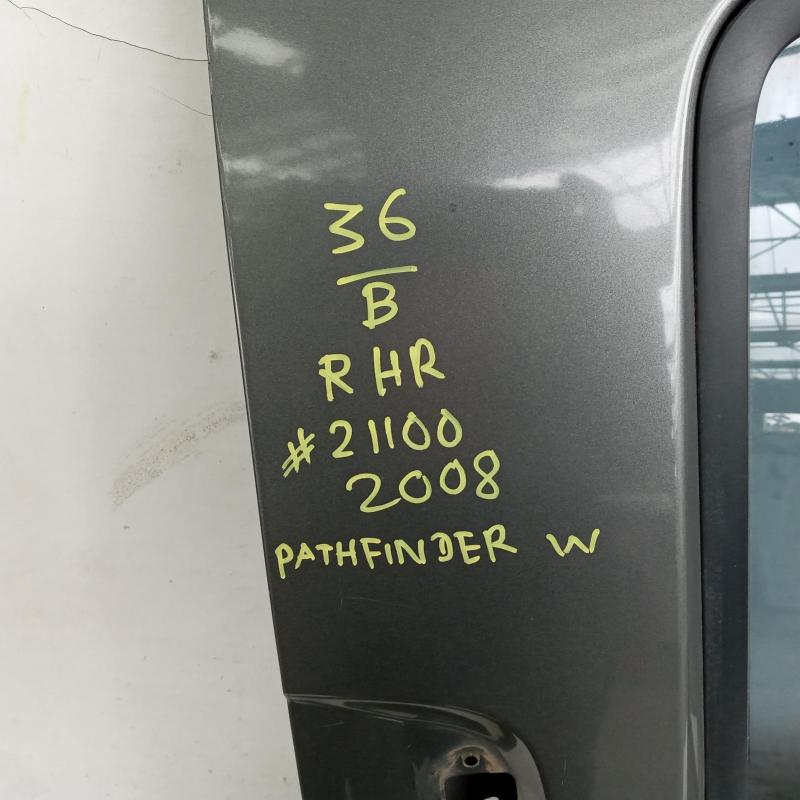 36
B
RHR
#21100
2008
PATHFINDER W